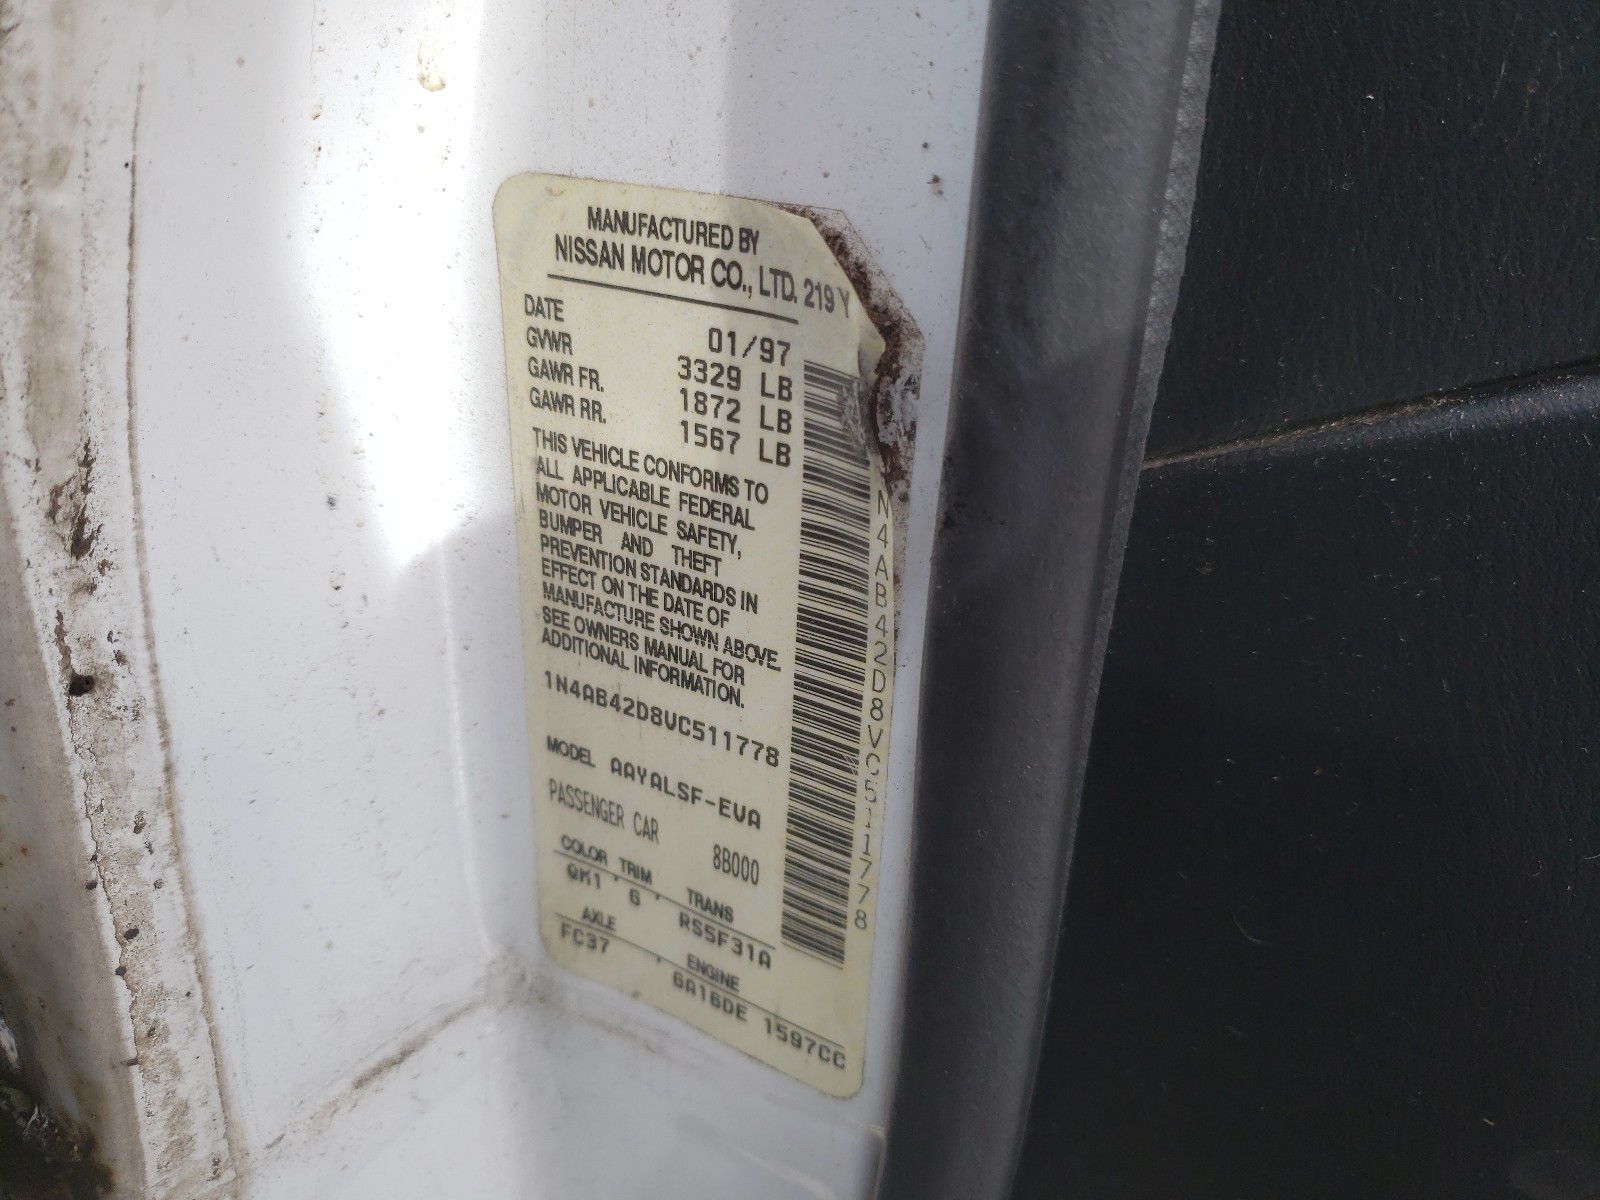 MANUFACTURED BY
NISSAN MOTOR CO., LTD. 219 Y
DATE 01/97
GVWR 3329 LB
GAWR FR. 1872 LB
GAWR RR. 1567 LB
THIS VEHICLE CONFORMS TO
ALL APPLICABLE FEDERAL
MOTOR VEHICLE SAFETY,
BUMPER AND THEFT
PREVENTION STANDARDS IN
EFFECT ON THE DATE OF
MANUFACTURE SHOWN ABOVE.
SEE OWNERS MANUAL FOR
ADDITIONAL INFORMATION.
1N4AB42D8VC511778
MODEL AAYALSF-EVA
PASSENGER CAR 8B000
COLOR TRIM TRANS
QM1 ' G ' RS5F31A
AXLE ENGINE
FC37 ' GA16DE 1597CC
N4AB42D8VC511778